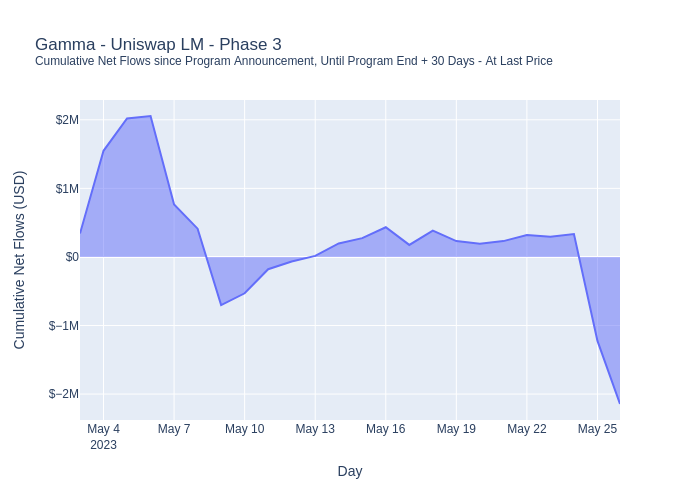 Gamma - Uniswap LM - Phase 3
Cumulative Net Flows since Program Announcement, Until Program End + 30 Days - At Last Price
Cumulative Net Flows (USD)
$2M
$1M
$0
$−1M
$−2M
May 4
2023
May 7
May 10
May 13
May 16
May 19
May 22
May 25
Day